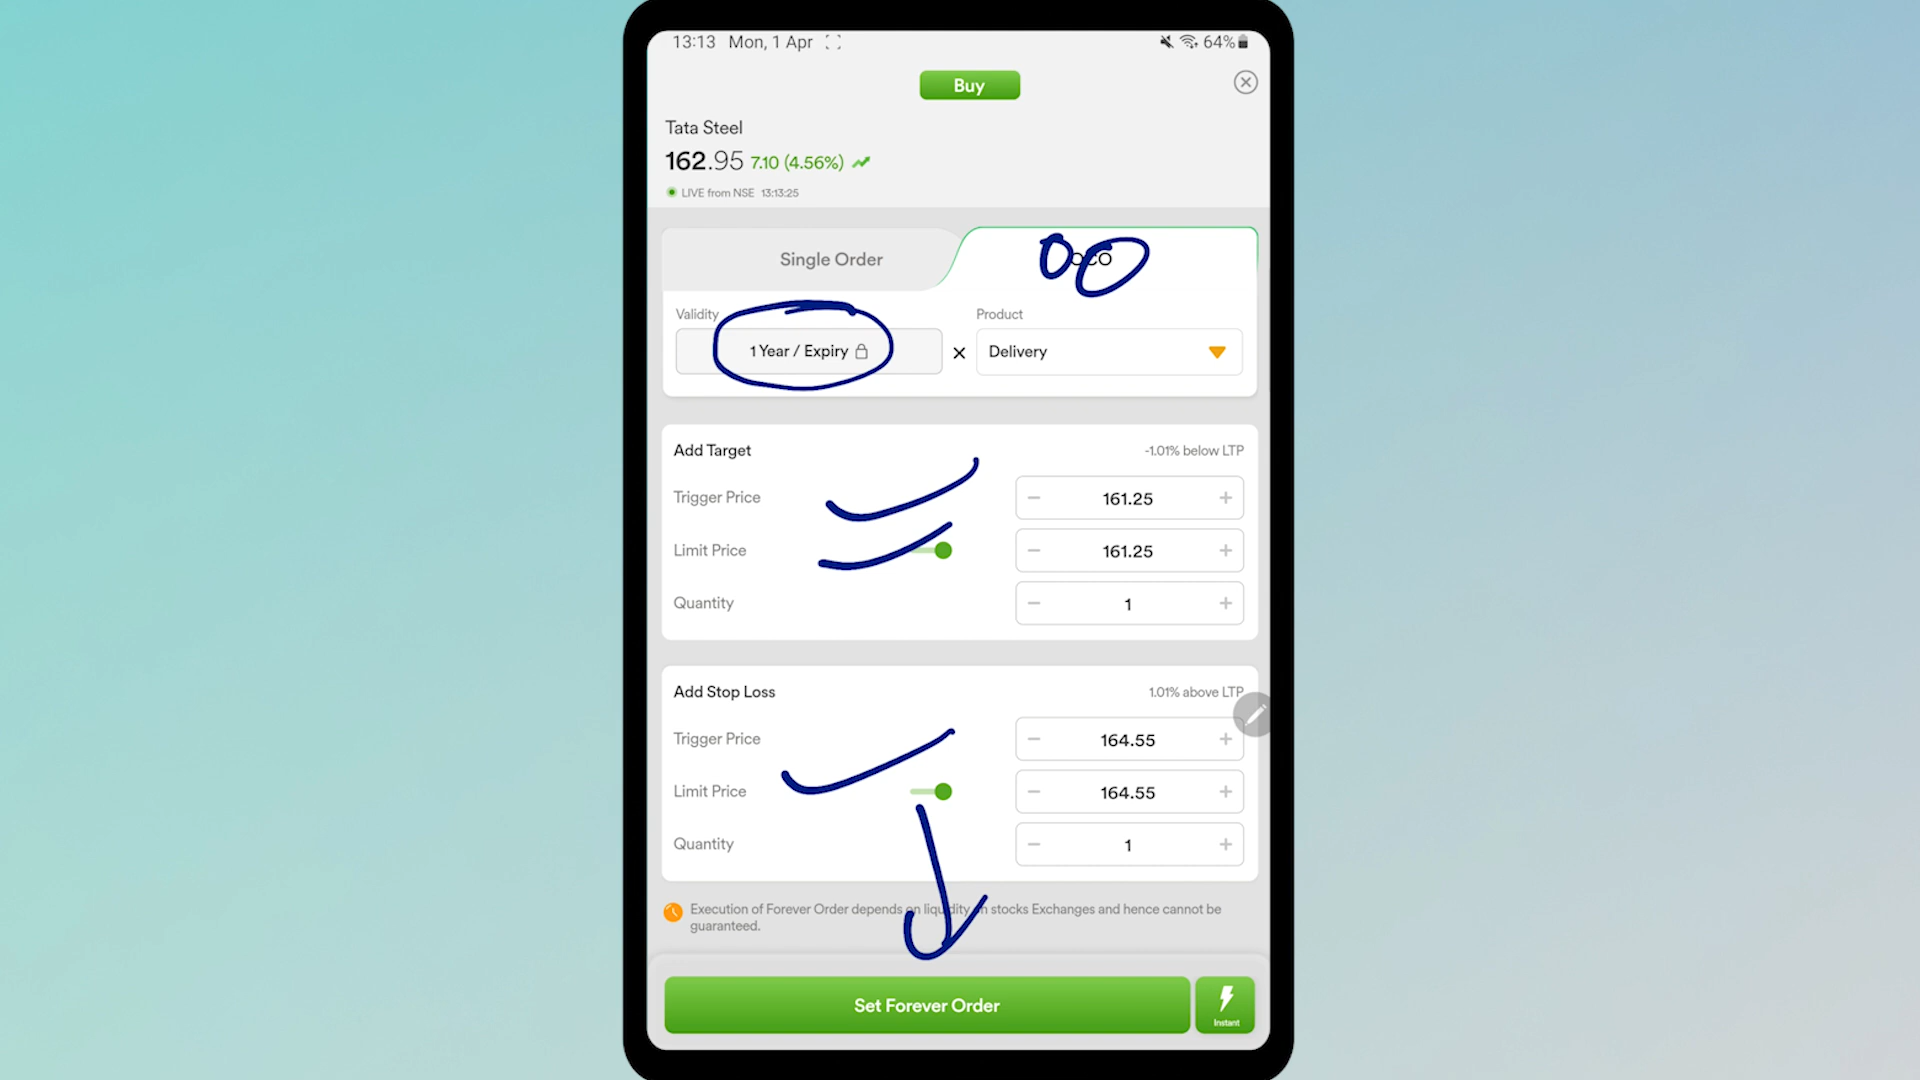 13:13 Mon, 1 Apr 64%
Buy
Tata Steel
162.95 7.10 (4.56%)
LIVE from NSE 13:13:25
Single Order OCO
Validity Product
1 Year / Expiry × Delivery
Add Target -1.01% below LTP
Trigger Price − 161.25 +
Limit Price − 161.25 +
Quantity − 1 +
Add Stop Loss 1.01% above LTP
Trigger Price − 164.55 +
Limit Price − 164.55 +
Quantity − 1 +
Execution of Forever Order depends on liquidity on stocks Exchanges and hence cannot be
guaranteed.
Set Forever Order Instant